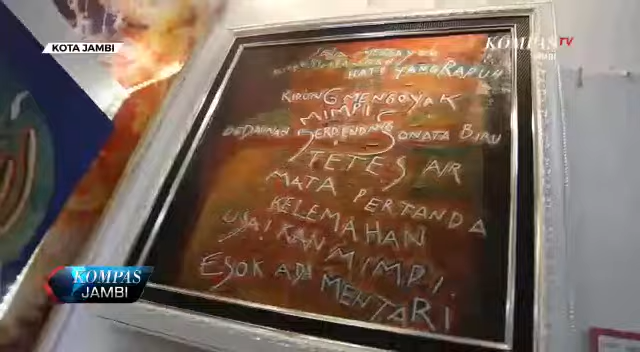 KOTA JAMBI
KOMPAS TV
JAMBI
HATI YANG RAPUH
KIDUNG MENGOYAK
MIMPI
DEDAUNAN BERDENDANG SONATA BIRU
TETES AIR
MATA PERTANDA
KELEMAHAN
USAIKAN MIMPI.
ESOK ADA MENTARI
KOMPAS
JAMBI